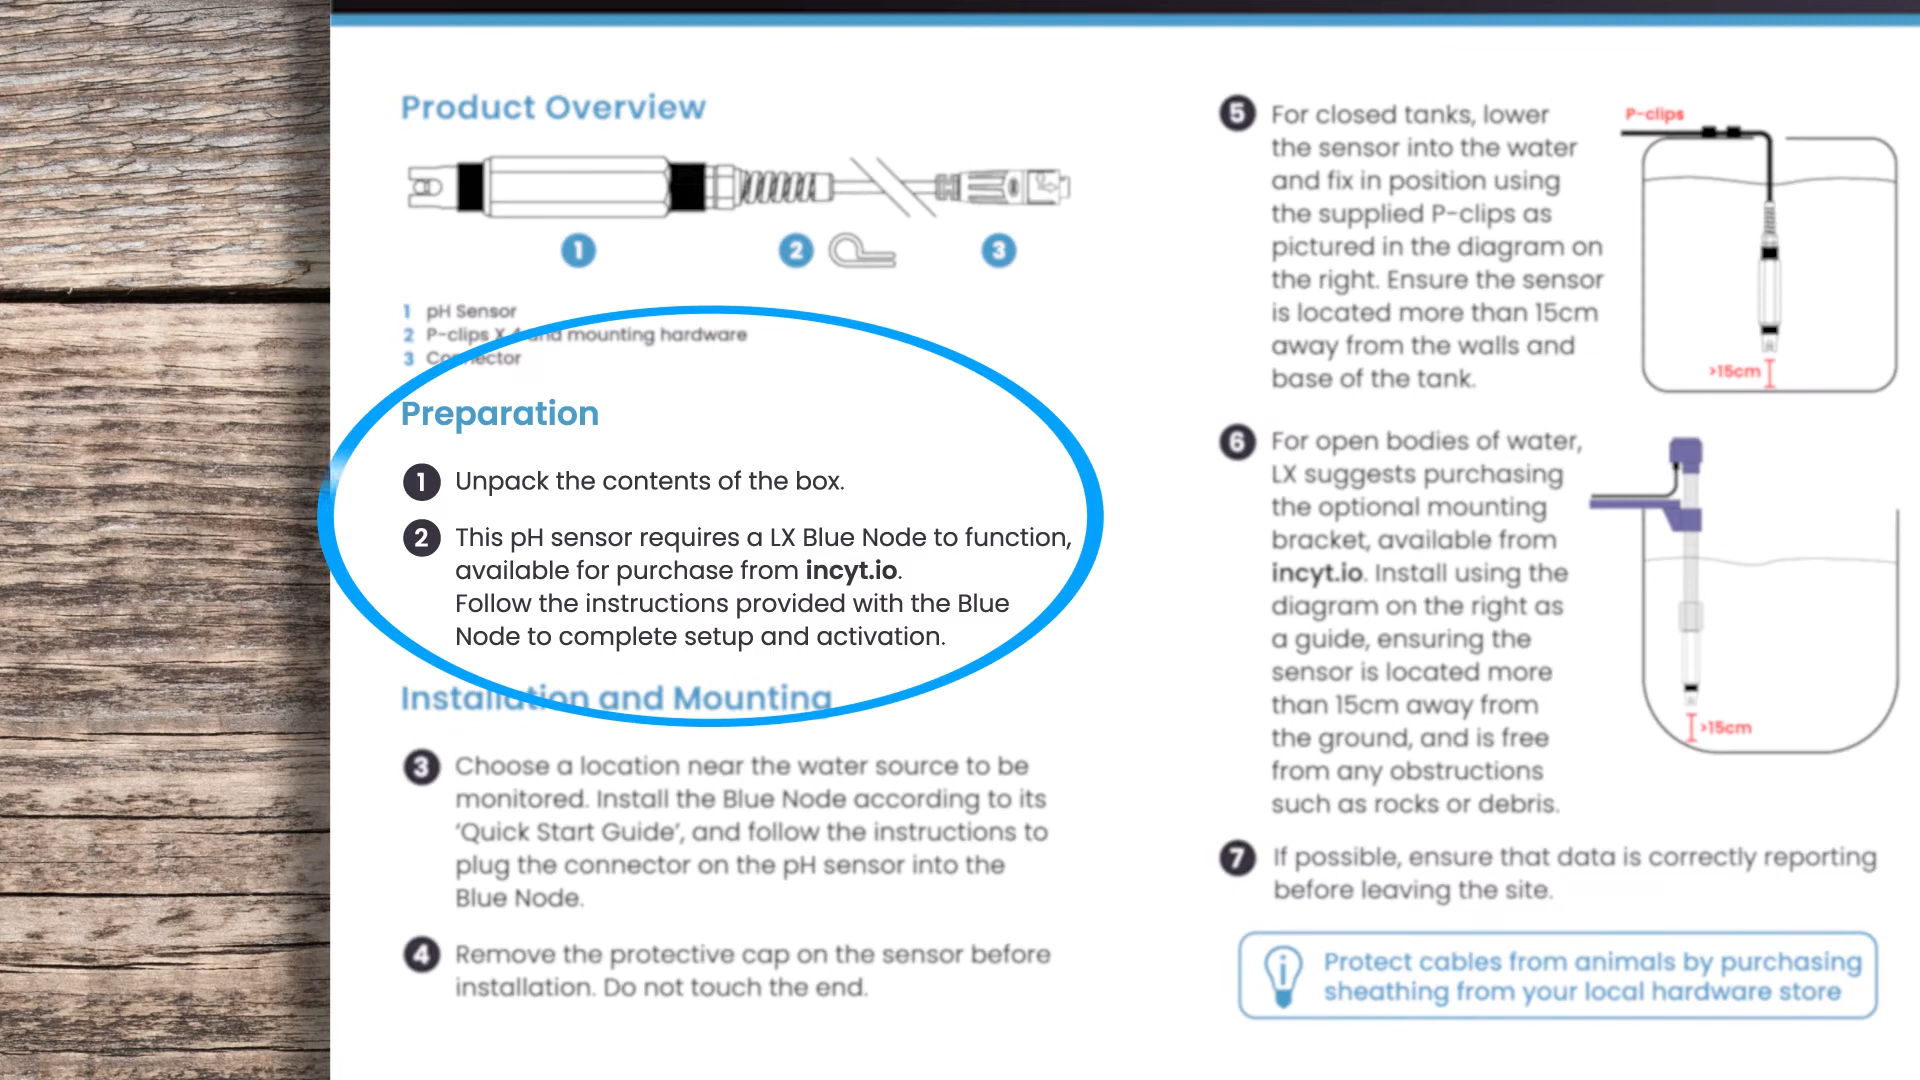 Product Overview
1
2
3
1 pH Sensor
2 P-clips X 4 and mounting hardware
3 Connector
Preparation
1 Unpack the contents of the box.
2 This pH sensor requires a LX Blue Node to function,
available for purchase from incyt.io.
Follow the instructions provided with the Blue
Node to complete setup and activation.
Installation and Mounting
3 Choose a location near the water source to be
monitored. Install the Blue Node according to its
‘Quick Start Guide’, and follow the instructions to
plug the connector on the pH sensor into the
Blue Node.
4 Remove the protective cap on the sensor before
installation. Do not touch the end.
5 For closed tanks, lower
the sensor into the water
and fix in position using
the supplied P-clips as
pictured in the diagram on
the right. Ensure the sensor
is located more than 15cm
away from the walls and
base of the tank.
P-clips
>15cm
6 For open bodies of water,
LX suggests purchasing
the optional mounting
bracket, available from
incyt.io. Install using the
diagram on the right as
a guide, ensuring the
sensor is located more
than 15cm away from
the ground, and is free
from any obstructions
such as rocks or debris.
>15cm
7 If possible, ensure that data is correctly reporting
before leaving the site.
Protect cables from animals by purchasing
sheathing from your local hardware store